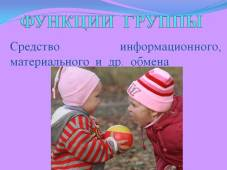 ФУНКЦИИ ГРУППЫ
Средство информационного,
материального и др. обмена